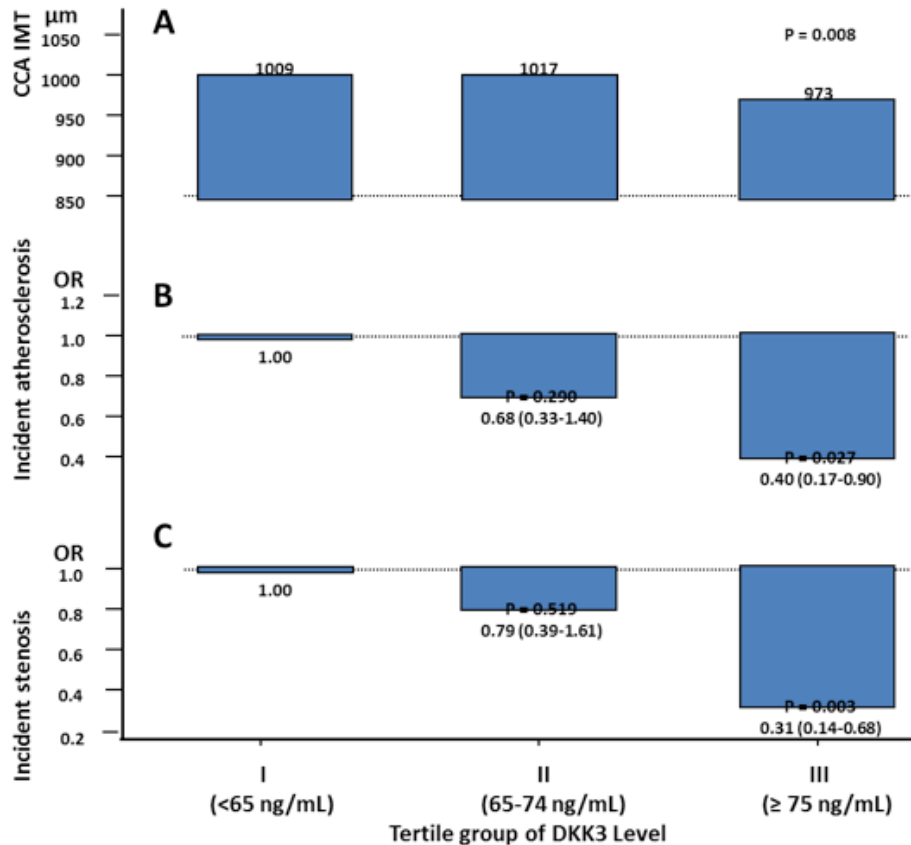 µm
A
CCA IMT
1050
1000
950
900
850
1009
1017
P = 0.008
973
Incident atherosclerosis
OR
B
1.2
1.0
0.8
0.6
0.4
1.00
P = 0.290
0.68 (0.33-1.40)
P = 0.027
0.40 (0.17-0.90)
Incident stenosis
OR
C
1.0
0.8
0.6
0.4
0.2
1.00
P = 0.519
0.79 (0.39-1.61)
P = 0.003
0.31 (0.14-0.68)
I
II
III
(<65 ng/mL)
(65-74 ng/mL)
(≥ 75 ng/mL)
Tertile group of DKK3 Level